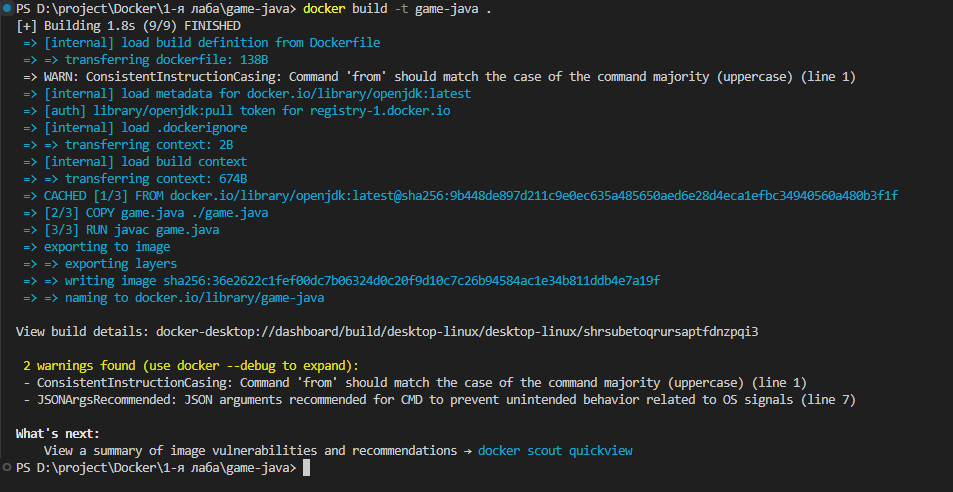 PS D:\project\Docker\1-я лаба\game-java> docker build -t game-java .
[+] Building 1.8s (9/9) FINISHED
=> [internal] load build definition from Dockerfile
=> => transferring dockerfile: 138B
=> WARN: ConsistentInstructionCasing: Command 'from' should match the case of the command majority (uppercase) (line 1)
=> [internal] load metadata for docker.io/library/openjdk:latest
=> [auth] library/openjdk:pull token for registry-1.docker.io
=> [internal] load .dockerignore
=> => transferring context: 2B
=> [internal] load build context
=> => transferring context: 674B
=> CACHED [1/3] FROM docker.io/library/openjdk:latest@sha256:9b448de897d211c9e0ec635a485650aed6e28d4eca1efbc34940560a480b3f1f
=> [2/3] COPY game.java ./game.java
=> [3/3] RUN javac game.java
=> exporting to image
=> => exporting layers
=> => writing image sha256:36e2622c1fef00dc7b06324d0c20f9d10c7c26b94584ac1e34b811ddb4e7a19f
=> => naming to docker.io/library/game-java
View build details: docker-desktop://dashboard/build/desktop-linux/desktop-linux/shrsubetoqrursaptfdnzpqi3
2 warnings found (use docker --debug to expand):
- ConsistentInstructionCasing: Command 'from' should match the case of the command majority (uppercase) (line 1)
- JSONArgsRecommended: JSON arguments recommended for CMD to prevent unintended behavior related to OS signals (line 7)
What's next:
View a summary of image vulnerabilities and recommendations → docker scout quickview
PS D:\project\Docker\1-я лаба\game-java>